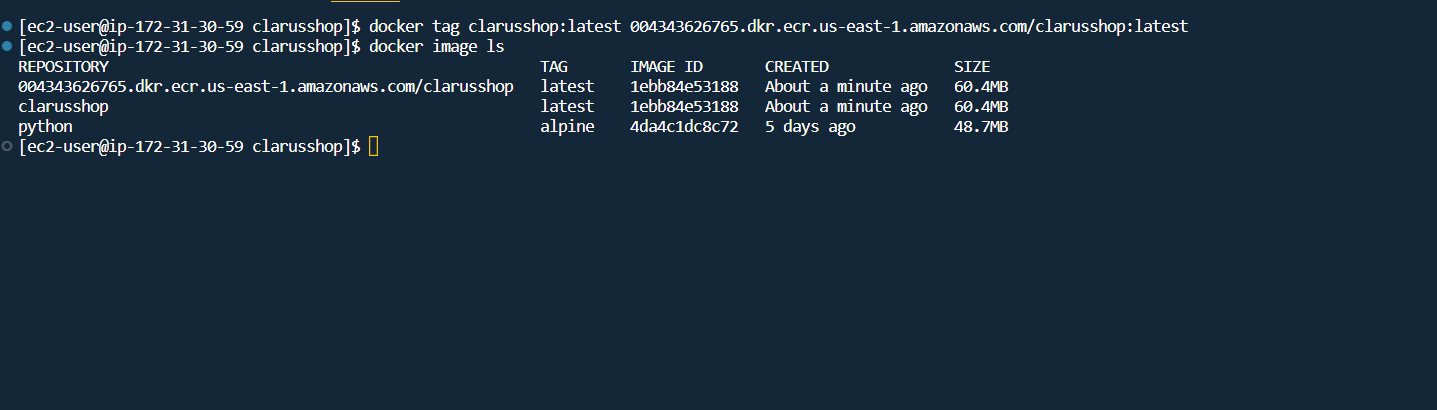 [ec2-user@ip-172-31-30-59 clarusshop]$ docker tag clarusshop:latest 004343626765.dkr.ecr.us-east-1.amazonaws.com/clarusshop:latest
[ec2-user@ip-172-31-30-59 clarusshop]$ docker image ls
REPOSITORY TAG IMAGE ID CREATED SIZE
004343626765.dkr.ecr.us-east-1.amazonaws.com/clarusshop latest 1ebb84e53188 About a minute ago 60.4MB
clarusshop latest 1ebb84e53188 About a minute ago 60.4MB
python alpine 4da4c1dc8c72 5 days ago 48.7MB
[ec2-user@ip-172-31-30-59 clarusshop]$